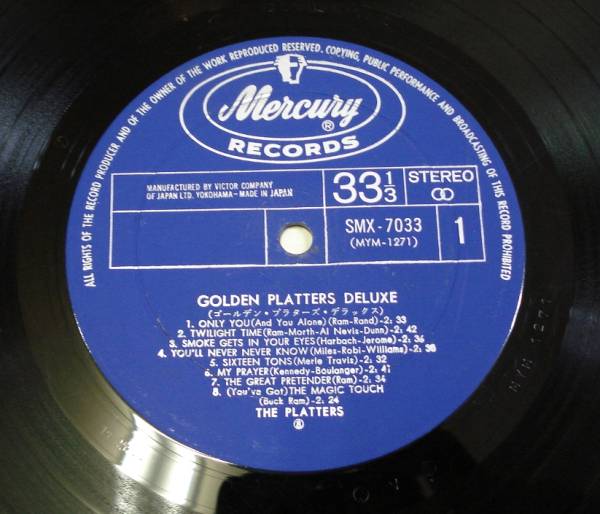 ALL RIGHTS OF THE RECORD PRODUCER AND OF THE OWNER OF THE WORK REPRODUCED RESERVED. COPYING, PUBLIC PERFORMANCE AND BROADCASTING OF THIS RECORD PROHIBITED
Mercury ®
RECORDS
MANUFACTURED BY VICTOR COMPANY
OF JAPAN LTD. YOKOHAMA-MADE IN JAPAN
33 1/3
STEREO
SMX-7033
(MYM-1271)
1
GOLDEN PLATTERS DELUXE
(ゴールデン・プラターズ・デラックス)
1. ONLY YOU (And You Alone) (Ram-Rand)-2: 33
2. TWILIGHT TIME (Ram-Morth-Al Nevis-Dunn)-2: 42
3. SMOKE GETS IN YOUR EYES (Harbach-Jerome)-2: 36
4. YOU'LL NEVER NEVER KNOW (Miles-Robi-Williams)-2: 38
5. SIXTEEN TONS (Merle Travis)-2: 32
6. MY PRAYER (Kennedy-Boulanger)-2: 44
7. THE GREAT PRETENDER (Ram)-2: 34
8. (You've Got) THE MAGIC TOUCH
(Buck Ram)-2: 24
THE PLATTERS
MYM 1271